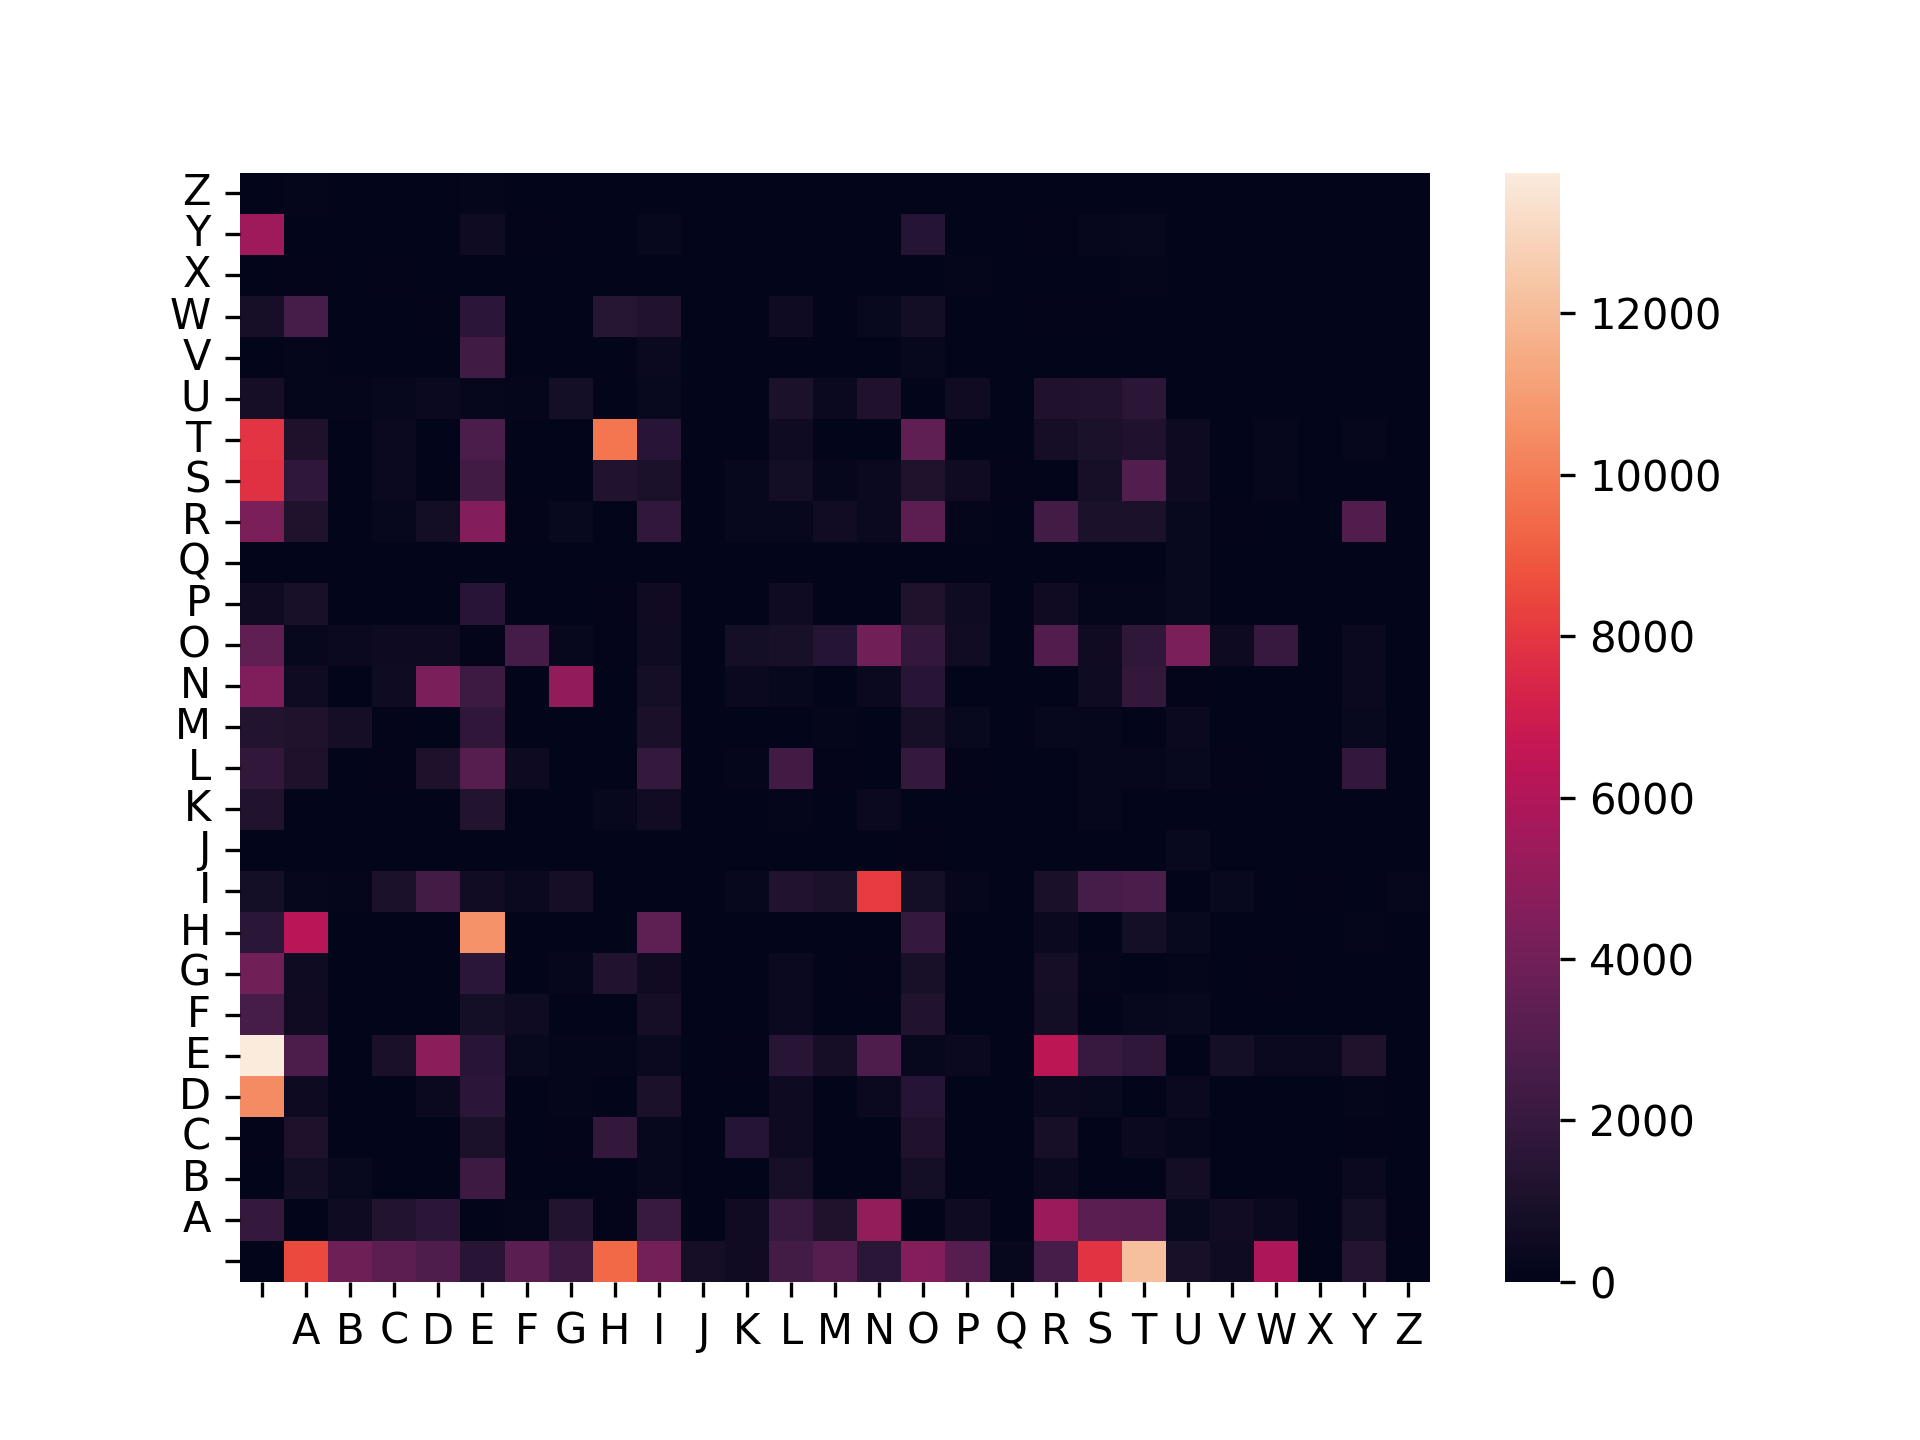 Z
Y
X
W
V
U
T
S
R
Q
P
O
N
M
L
K
J
I
H
G
F
E
D
C
B
A
A B C D E F G H I J K L M N O P Q R S T U V W X Y Z
12000
10000
8000
6000
4000
2000
0